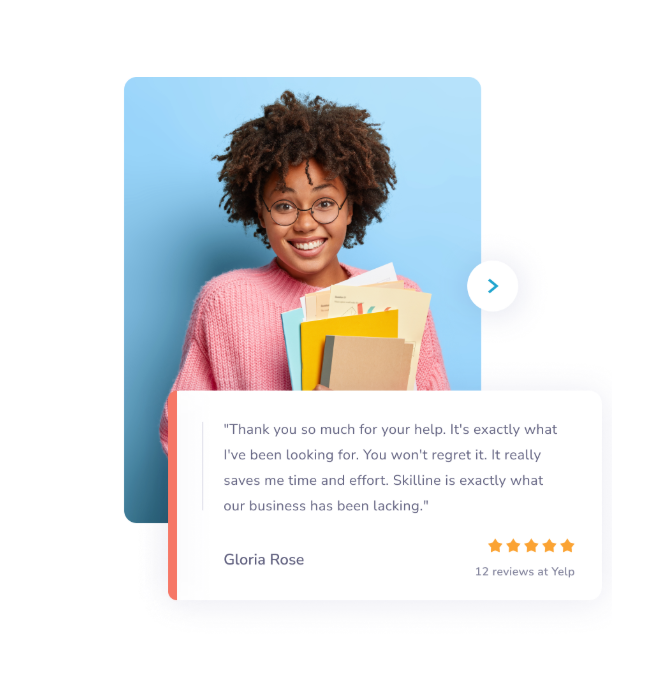 "Thank you so much for your help. It's exactly what
I've been looking for. You won't regret it. It really
saves me time and effort. Skilline is exactly what
our business has been lacking."
Gloria Rose
12 reviews at Yelp